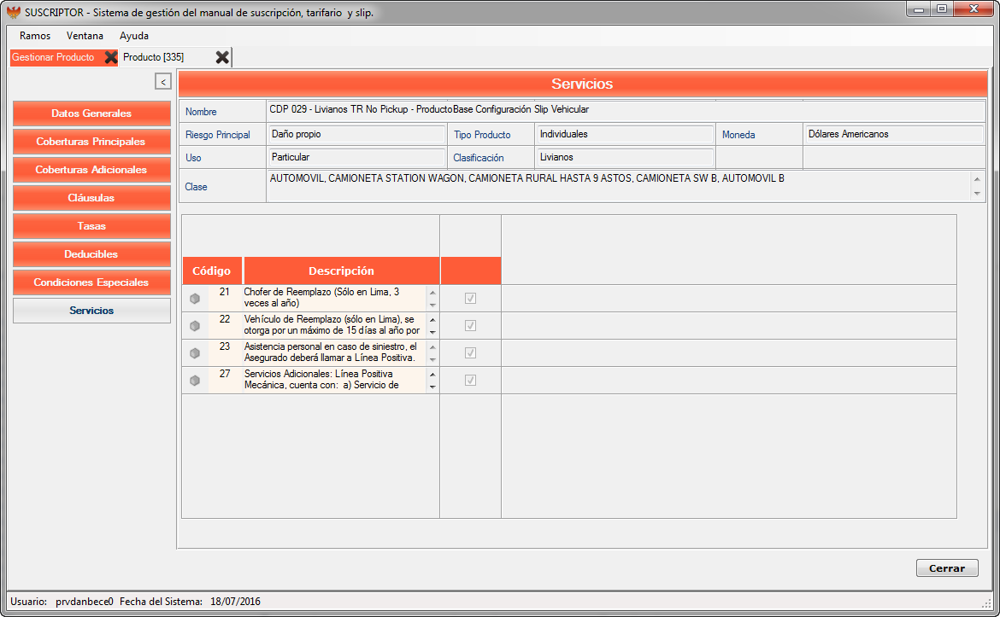 SUSCRIPTOR - Sistema de gestión del manual de suscripción, tarifario y slip.
Ramos Ventana Ayuda
Gestionar Producto Producto [335]
<
Datos Generales
Coberturas Principales
Coberturas Adicionales
Cláusulas
Tasas
Deducibles
Condiciones Especiales
Servicios
Servicios
Nombre CDP 029 - Livianos TR No Pickup - ProductoBase Configuración Slip Vehicular
Riesgo Principal Daño propio Tipo Producto Individuales Moneda Dólares Americanos
Uso Particular Clasificación Livianos
Clase AUTOMOVIL, CAMIONETA STATION WAGON, CAMIONETA RURAL HASTA 9 ASTOS, CAMIONETA SW B, AUTOMOVIL B
Código Descripción
21 Chofer de Reemplazo (Sólo en Lima, 3
veces al año)
22 Vehículo de Reemplazo (sólo en Lima), se
otorga por un máximo de 15 días al año por
23 Asistencia personal en caso de siniestro, el
Asegurado deberá llamar a Línea Positiva.
27 Servicios Adicionales: Línea Positiva
Mecánica, cuenta con: a) Servicio de
Cerrar
Usuario: prvdanbece0 Fecha del Sistema: 18/07/2016